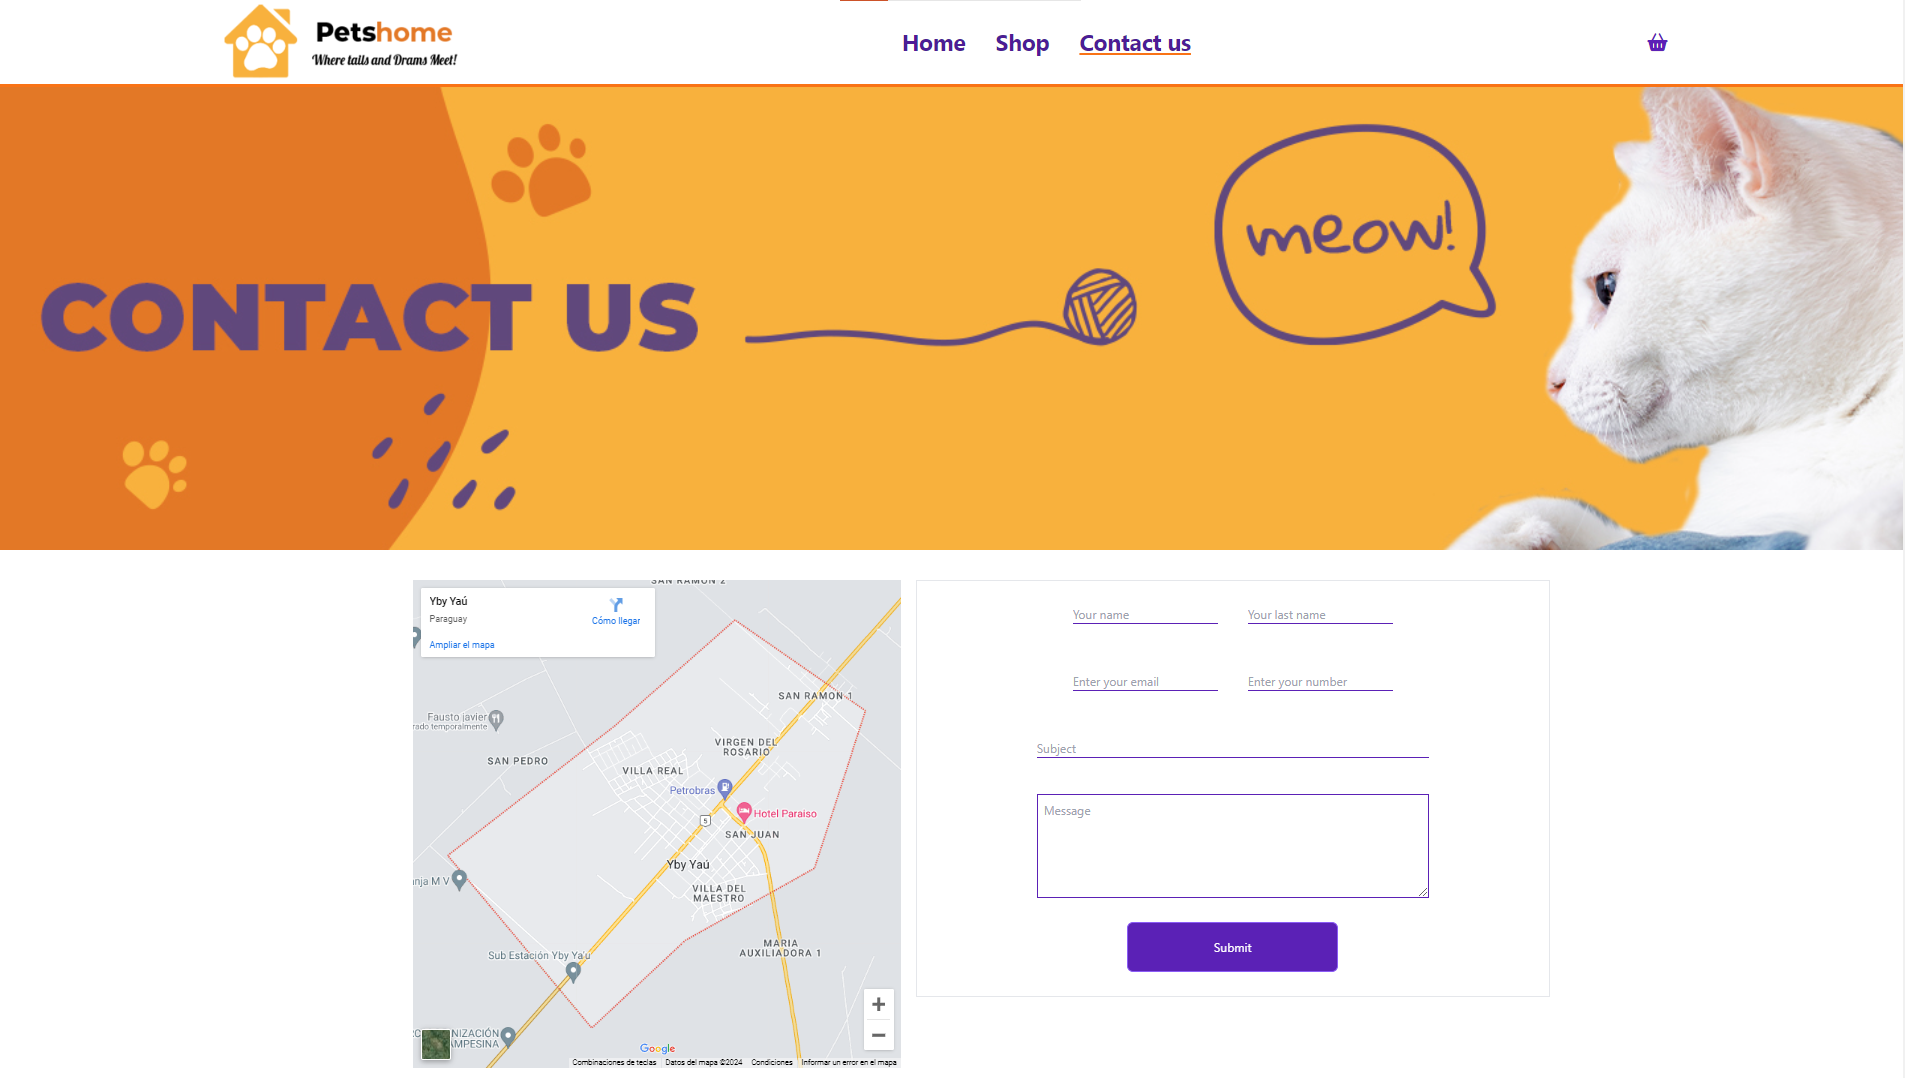 Petshome
Where tails and Drams Meet!
Home
Shop
Contact us
CONTACT US
meow!
SAN RAMON 2
Yby Yaú
Paraguay
Cómo llegar
Ampliar el mapa
SAN RAMON 1
Fausto javier
rado temporalmente
VIRGEN DEL
ROSARIO
SAN PEDRO
VILLA REAL
Petrobras
Hotel Paraiso
5
SAN JUAN
Yby Yaú
nja M V
VILLA DEL
MAESTRO
MARIA
AUXILIADORA 1
Sub Estación Yby Ya'ú
NIZACIÓN
AMPESINA
Google
Combinaciones de teclas
Datos del mapa ©2024
Condiciones
Informar un error en el mapa
Your name
Your last name
Enter your email
Enter your number
Subject
Message
Submit